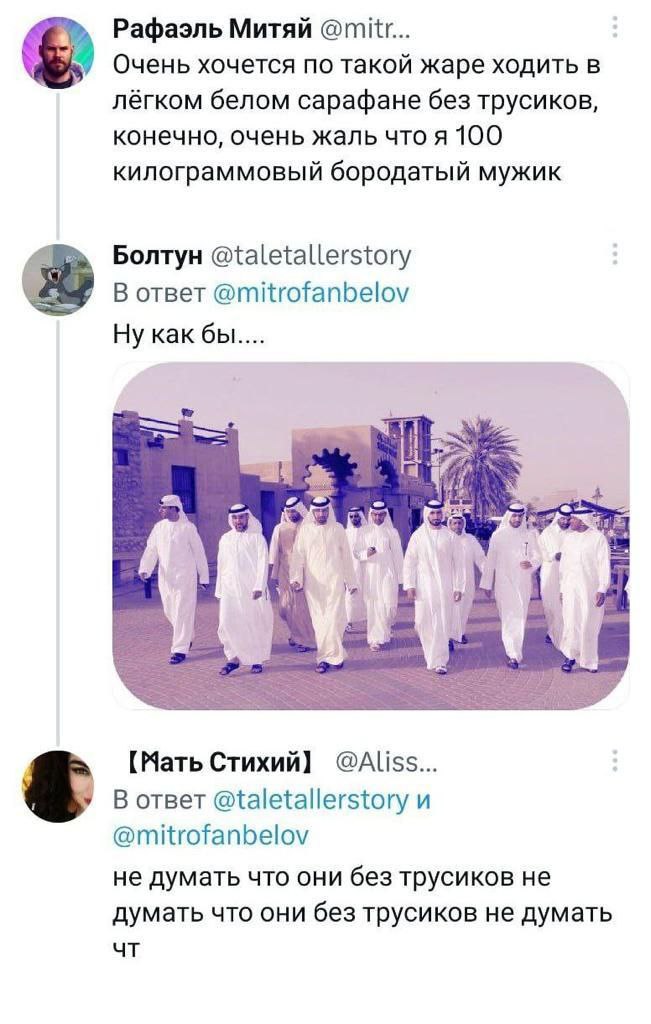 Рафаэль Митяй @mitr...
Очень хочется по такой жаре ходить в
лёгком белом сарафане без трусиков,
конечно, очень жаль что я 100
килограммовый бородатый мужик
Болтун @taletallerstory
В ответ @mitrofanbelov
Ну как бы....
【Мать Стихий】 @Aliss...
В ответ @taletallerstory и
@mitrofanbelov
не думать что они без трусиков не
думать что они без трусиков не думать
чт